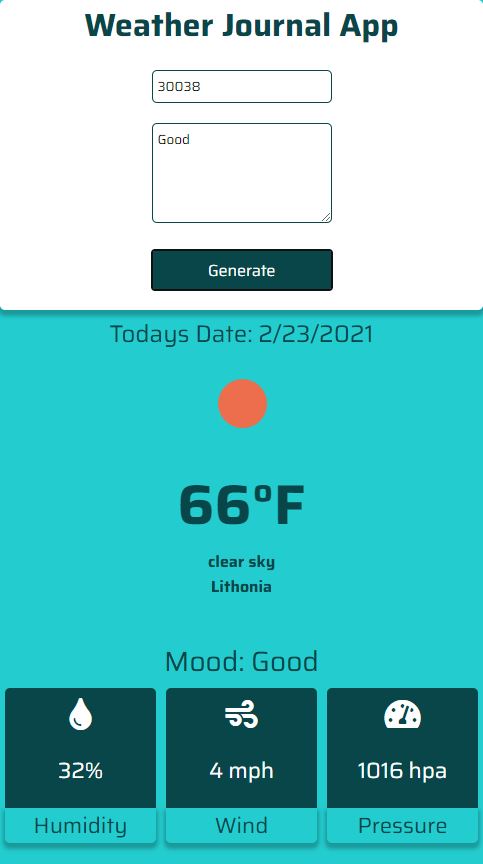 Weather Journal App
30038
Good
Generate
Todays Date: 2/23/2021
66°F
clear sky
Lithonia
Mood: Good
32% 4 mph 1016 hpa
Humidity Wind Pressure